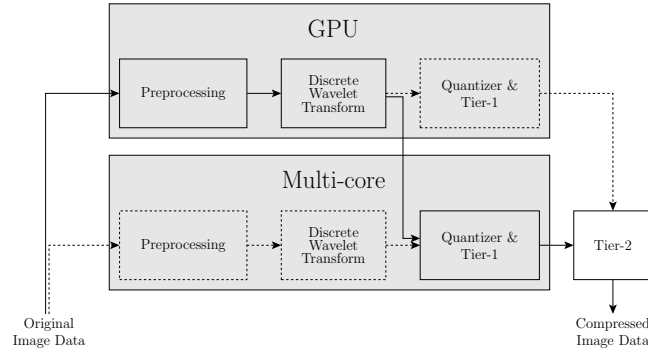 GPU
Preprocessing
Discrete
Wavelet
Transform
Quantizer &
Tier-1
Multi-core
Preprocessing
Discrete
Wavelet
Transform
Quantizer &
Tier-1
Tier-2
Original
Image Data
Compressed
Image Data